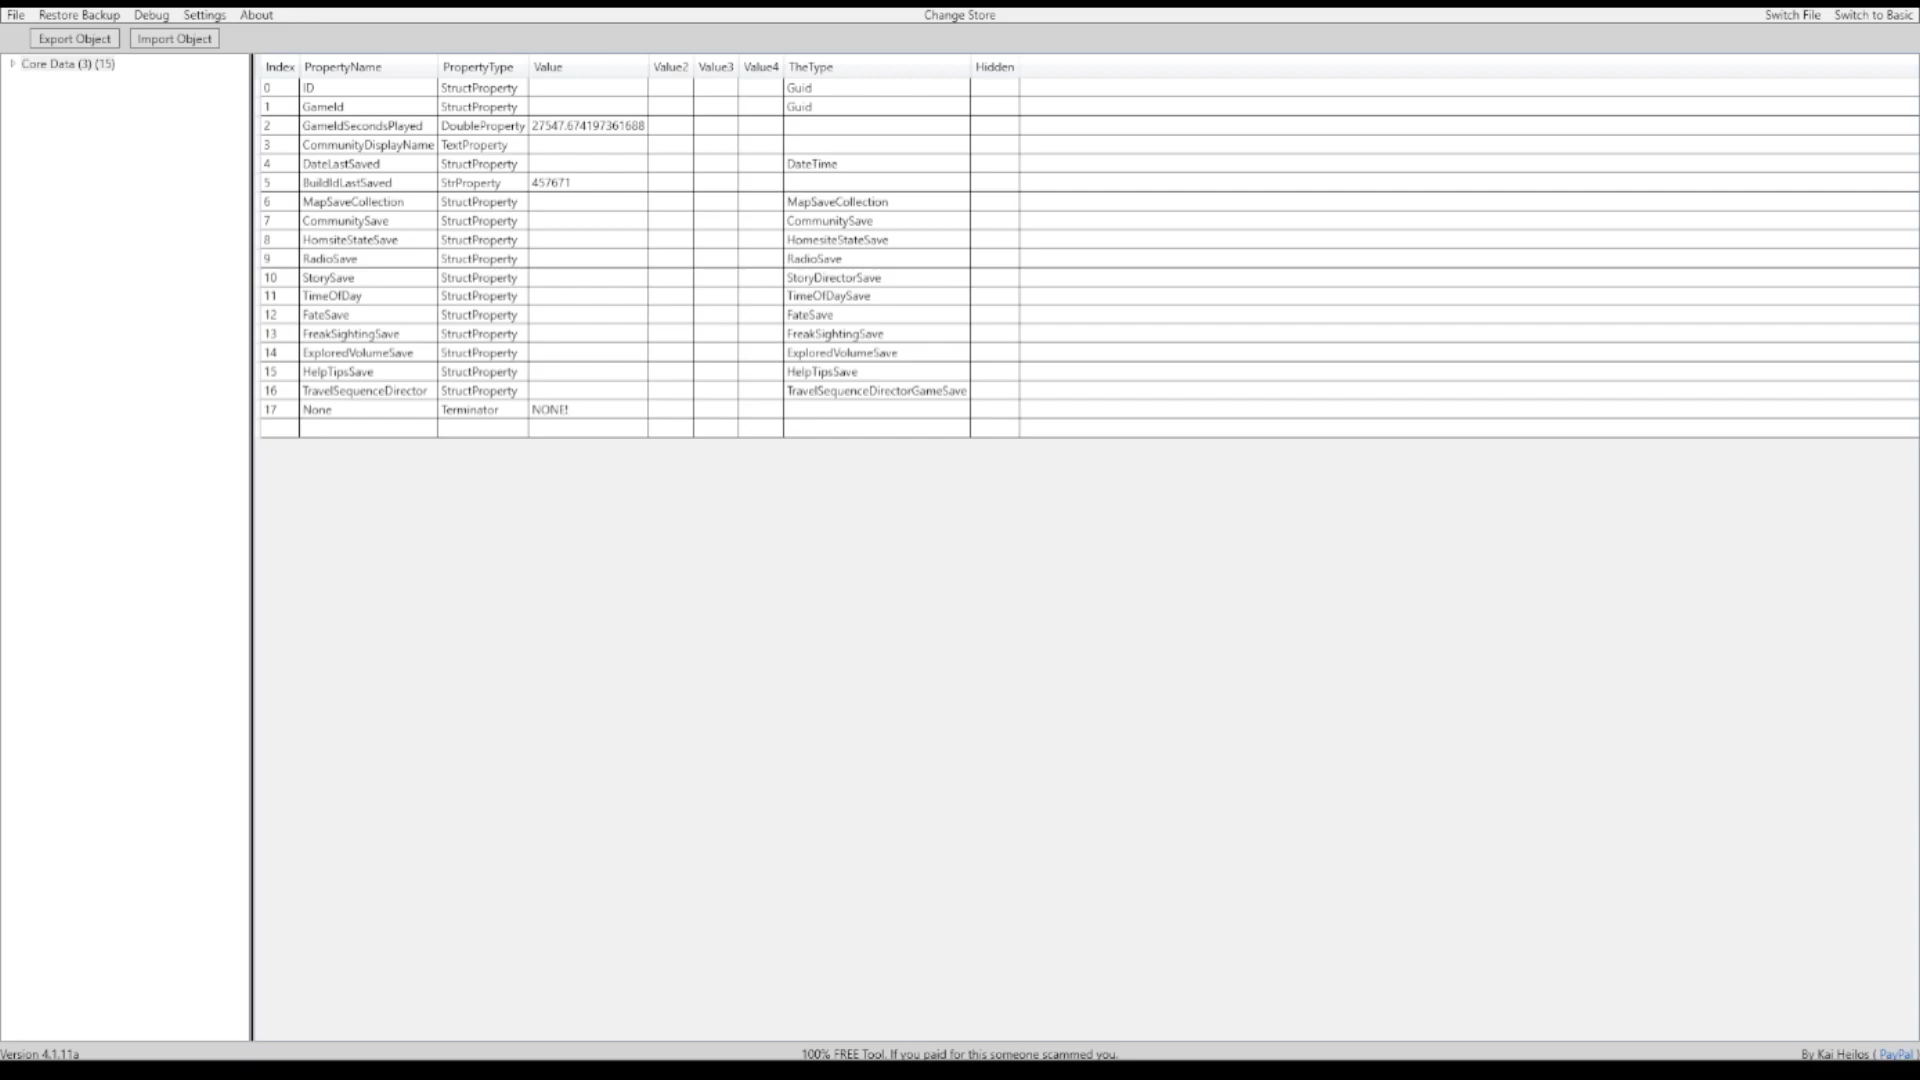 File Restore Backup Debug Settings About Change Store Switch File Switch to Basic
Export Object Import Object
Core Data (3) (15)
Index PropertyName PropertyType Value Value2 Value3 Value4 TheType Hidden
0 ID StructProperty Guid
1 GameId StructProperty Guid
2 GameIdSecondsPlayed DoubleProperty 27547.674197361688
3 CommunityDisplayName TextProperty
4 DateLastSaved StructProperty DateTime
5 BuildIdLastSaved StrProperty 457671
6 MapSaveCollection StructProperty MapSaveCollection
7 CommunitySave StructProperty CommunitySave
8 HomsiteStateSave StructProperty HomesiteStateSave
9 RadioSave StructProperty RadioSave
10 StorySave StructProperty StoryDirectorSave
11 TimeOfDay StructProperty TimeOfDaySave
12 FateSave StructProperty FateSave
13 FreakSightingSave StructProperty FreakSightingSave
14 ExploredVolumeSave StructProperty ExploredVolumeSave
15 HelpTipsSave StructProperty HelpTipsSave
16 TravelSequenceDirector StructProperty TravelSequenceDirectorGameSave
17 None Terminator NONE!
Version 4.1.11a 100% FREE Tool. If you paid for this someone scammed you. By Kai Heilos ( PayPal )